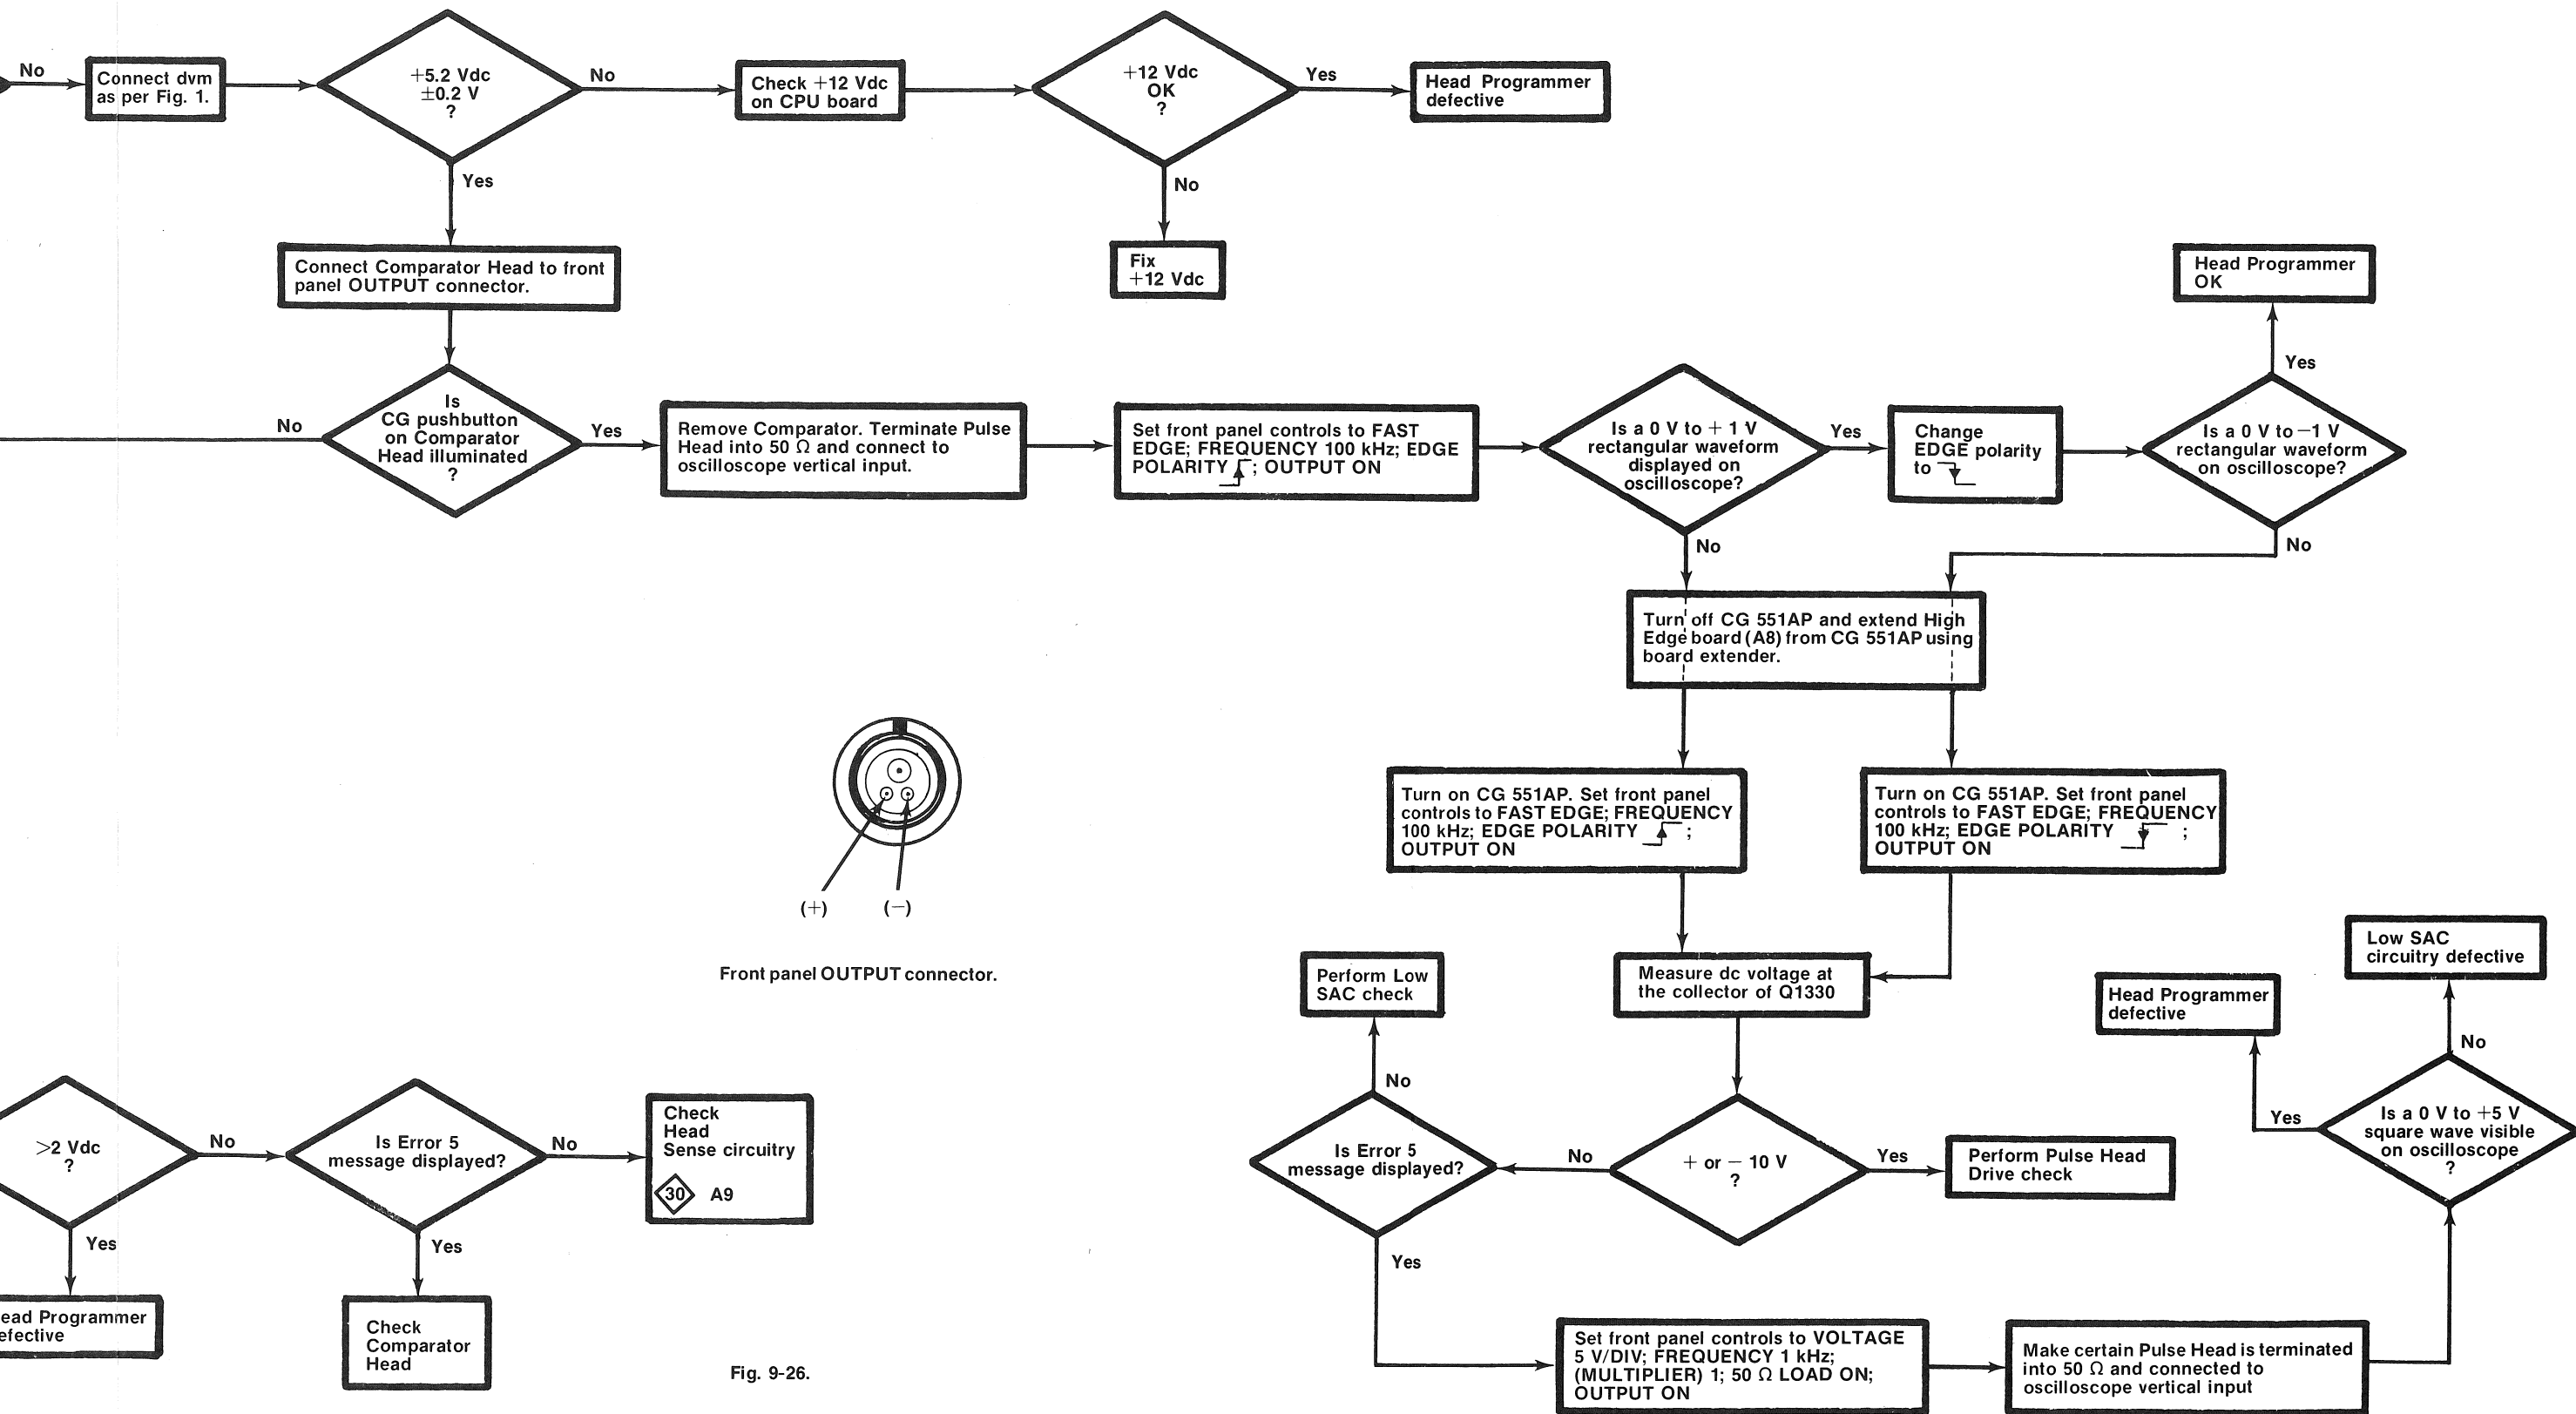 No
Connect dvm
as per Fig. 1.
+5.2 Vdc
±0.2 V
?
No
Check +12 Vdc
on CPU board
+12 Vdc
OK
?
Yes
Head Programmer
defective
Yes
No
Fix
+12 Vdc
Connect Comparator Head to front
panel OUTPUT connector.
Head Programmer
OK
Yes
No
Is
CG pushbutton
on Comparator
Head illuminated
?
Yes
Remove Comparator. Terminate Pulse
Head into 50 Ω and connect to
oscilloscope vertical input.
Set front panel controls to FAST
EDGE; FREQUENCY 100 kHz; EDGE
POLARITY ; OUTPUT ON
Is a 0 V to + 1 V
rectangular waveform
displayed on
oscilloscope?
Yes
Change
EDGE polarity
to
Is a 0 V to −1 V
rectangular waveform
on oscilloscope?
No
No
Turn off CG 551AP and extend High
Edge board (A8) from CG 551AP using
board extender.
Turn on CG 551AP. Set front panel
controls to FAST EDGE; FREQUENCY
100 kHz; EDGE POLARITY ;
OUTPUT ON
Turn on CG 551AP. Set front panel
controls to FAST EDGE; FREQUENCY
100 kHz; EDGE POLARITY ;
OUTPUT ON
(+)
(−)
Front panel OUTPUT connector.
Perform Low
SAC check
Measure dc voltage at
the collector of Q1330
Head Programmer
defective
Low SAC
circuitry defective
No
No
Yes
>2 Vdc
?
No
Is Error 5
message displayed?
No
Check
Head
Sense circuitry
30 A9
Is Error 5
message displayed?
No
+ or − 10 V
?
Yes
Perform Pulse Head
Drive check
Is a 0 V to +5 V
square wave visible
on oscilloscope
?
Yes
Yes
Yes
ead Programmer
efective
Check
Comparator
Head
Fig. 9-26.
Set front panel controls to VOLTAGE
5 V/DIV; FREQUENCY 1 kHz;
(MULTIPLIER) 1; 50 Ω LOAD ON;
OUTPUT ON
Make certain Pulse Head is terminated
into 50 Ω and connected to
oscilloscope vertical input